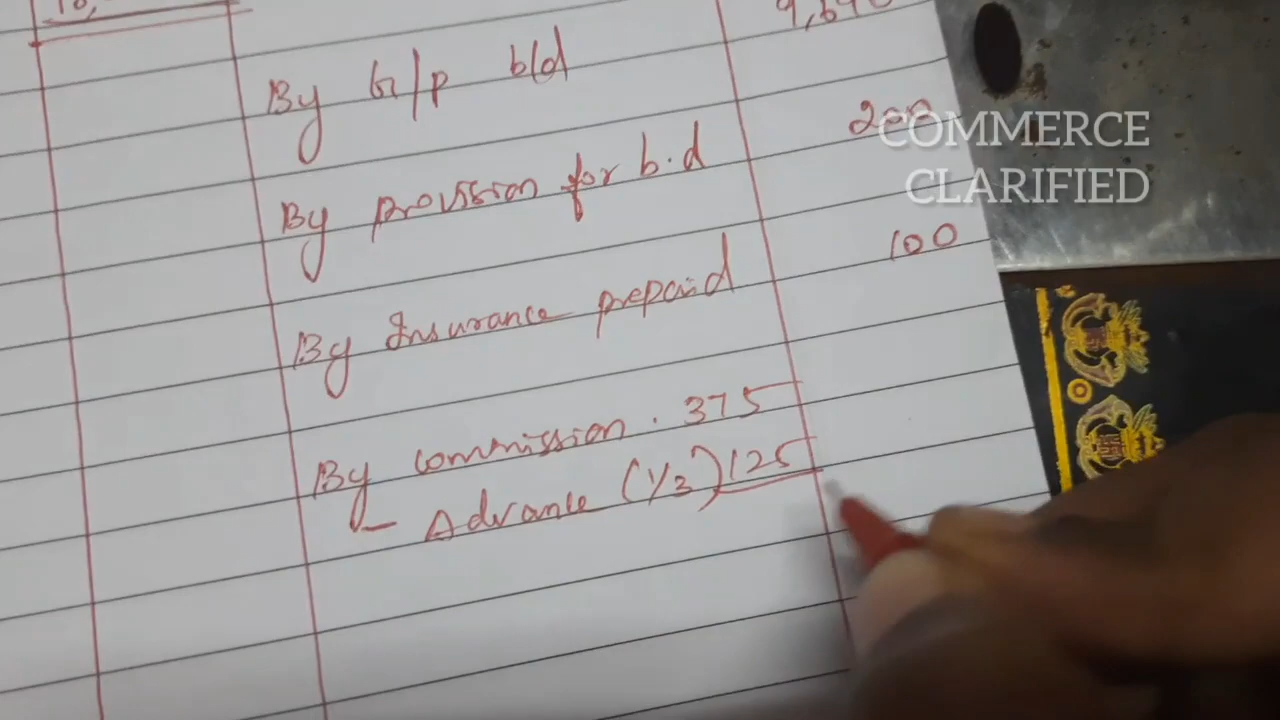 By G/p b/d
By provision for b.d 200
By Insurance prepaid 100
By commission. 375
- Advance (1/3) 125
COMMERCE
CLARIFIED